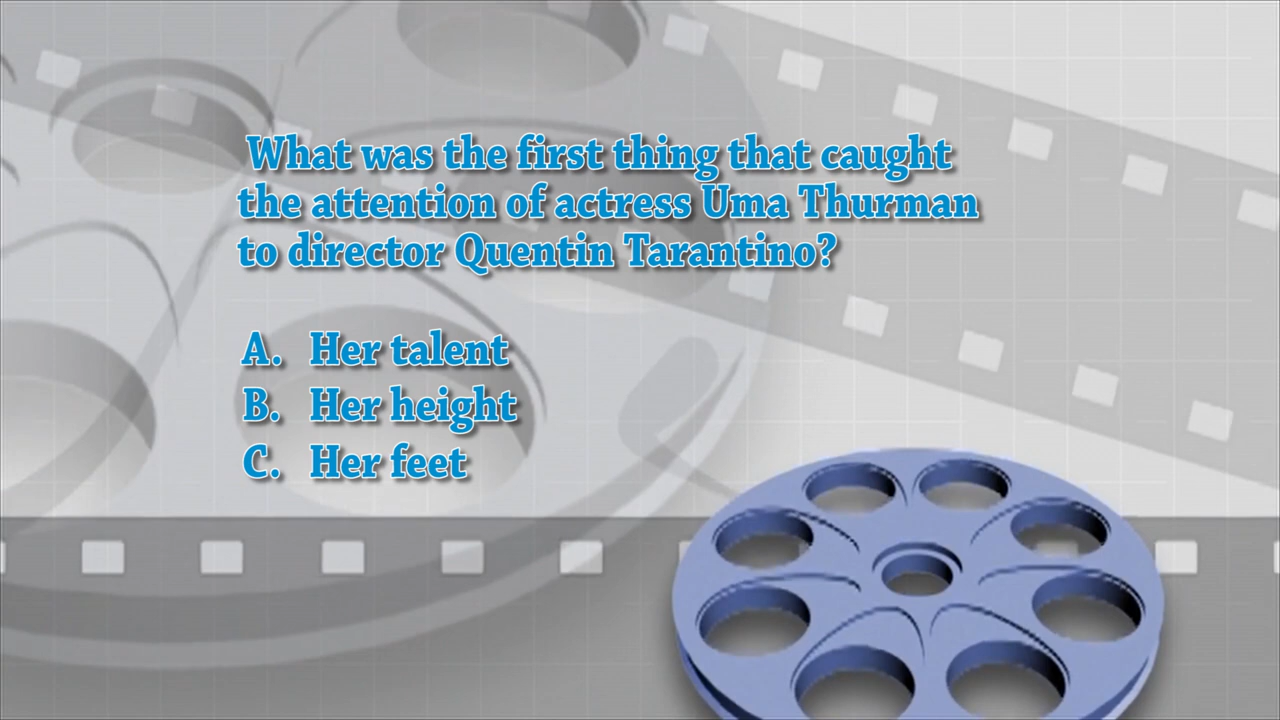 What was the first thing that caught
the attention of actress Uma Thurman
to director Quentin Tarantino?
A. Her talent
B. Her height
C. Her feet